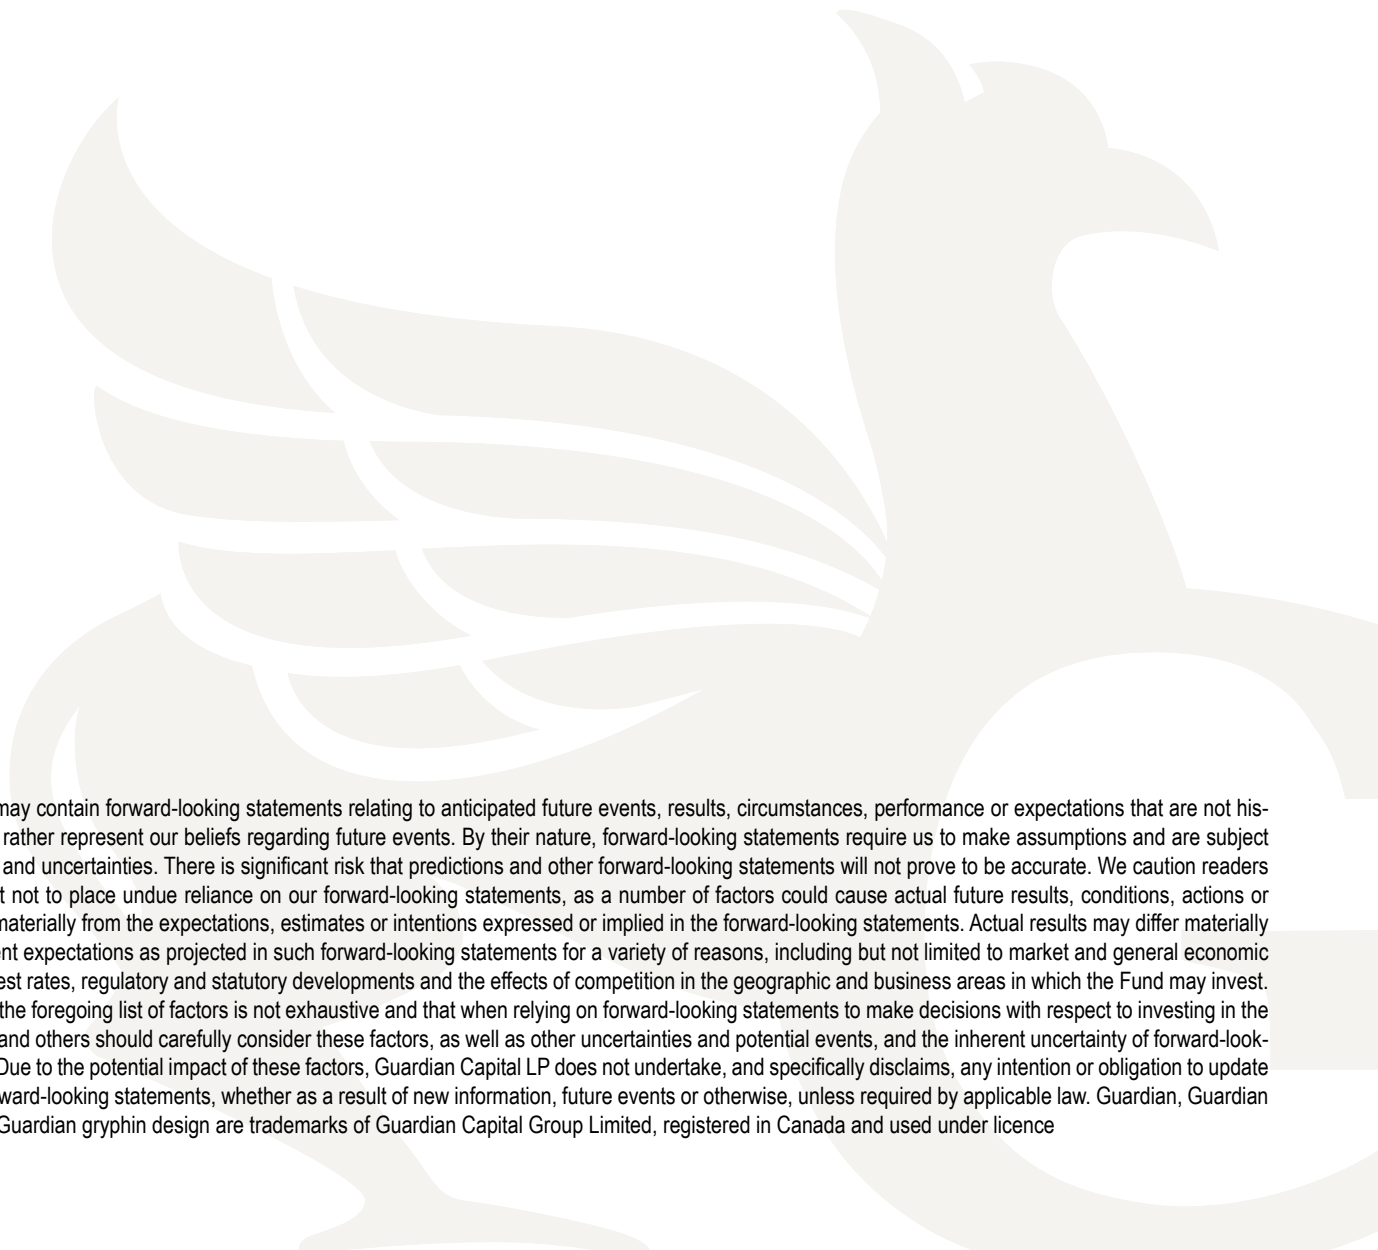 may contain forward-looking statements relating to anticipated future events, results, circumstances, performance or expectations that are not his-
rather represent our beliefs regarding future events. By their nature, forward-looking statements require us to make assumptions and are subject
and uncertainties. There is significant risk that predictions and other forward-looking statements will not prove to be accurate. We caution readers
not to place undue reliance on our forward-looking statements, as a number of factors could cause actual future results, conditions, actions or
materially from the expectations, estimates or intentions expressed or implied in the forward-looking statements. Actual results may differ materially
expectations as projected in such forward-looking statements for a variety of reasons, including but not limited to market and general economic
rates, regulatory and statutory developments and the effects of competition in the geographic and business areas in which the Fund may invest.
the foregoing list of factors is not exhaustive and that when relying on forward-looking statements to make decisions with respect to investing in the
and others should carefully consider these factors, as well as other uncertainties and potential events, and the inherent uncertainty of forward-look-
Due to the potential impact of these factors, Guardian Capital LP does not undertake, and specifically disclaims, any intention or obligation to update
ward-looking statements, whether as a result of new information, future events or otherwise, unless required by applicable law. Guardian, Guardian
Guardian gryphin design are trademarks of Guardian Capital Group Limited, registered in Canada and used under licence